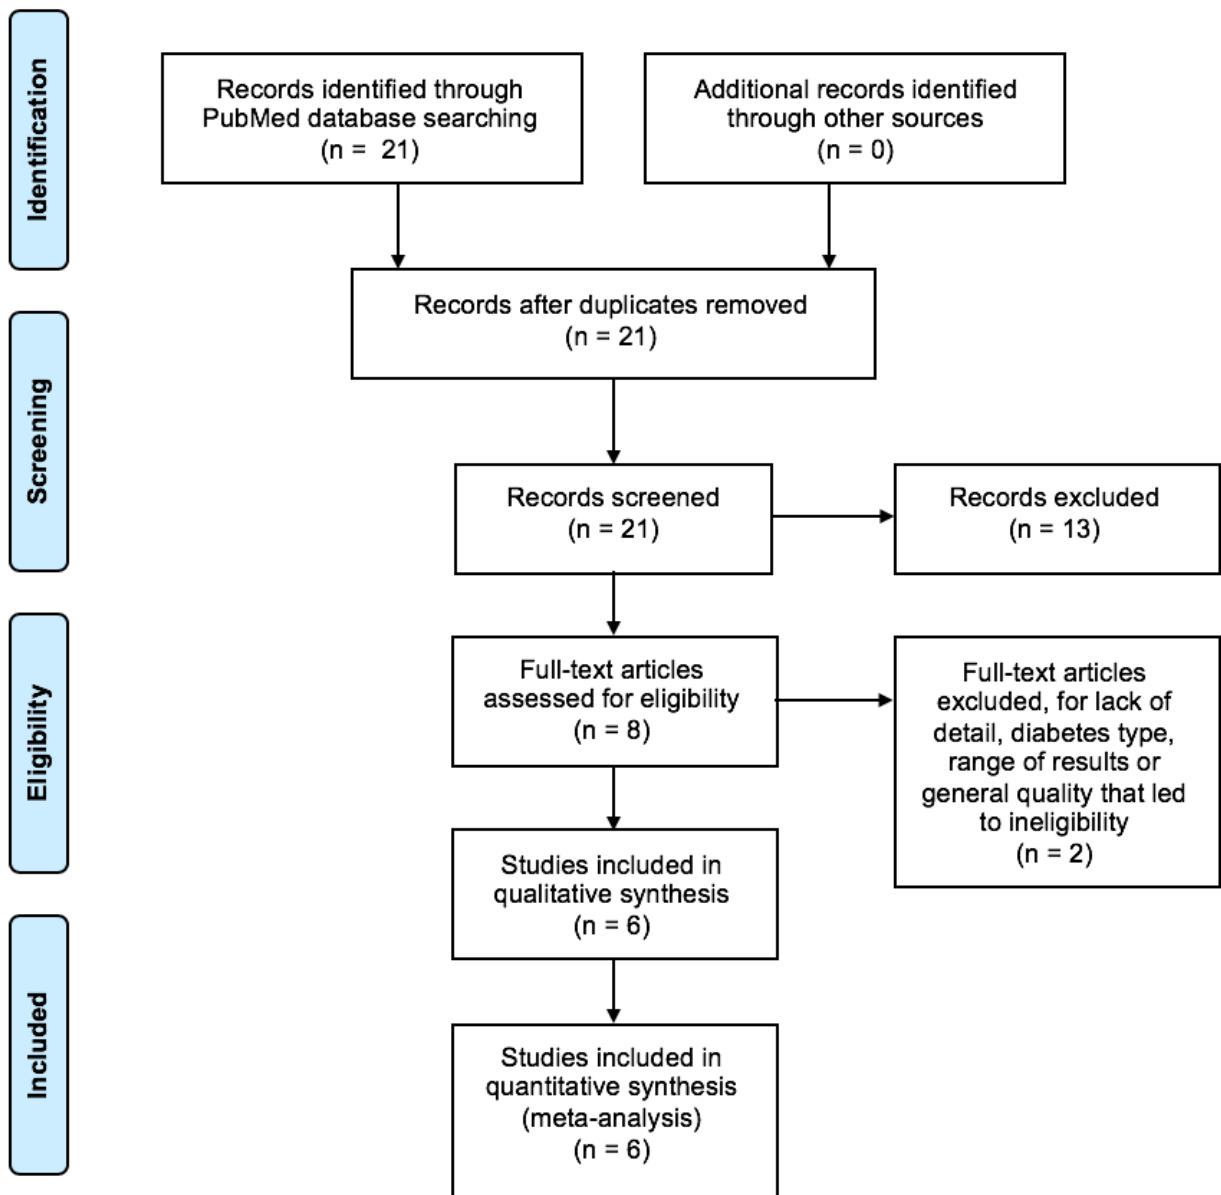 Identification
Records identified through
PubMed database searching
(n =  21)
Additional records identified
through other sources
(n = 0)
Records after duplicates removed
(n = 21)
Screening
Records screened
(n = 21)
Records excluded
(n = 13)
Eligibility
Full-text articles
assessed for eligibility
(n = 8)
Full-text articles
excluded, for lack of
detail, diabetes type,
range of results or
general quality that led
to ineligibility
(n = 2)
Studies included in
qualitative synthesis
(n = 6)
Included
Studies included in
quantitative synthesis
(meta-analysis)
(n = 6)